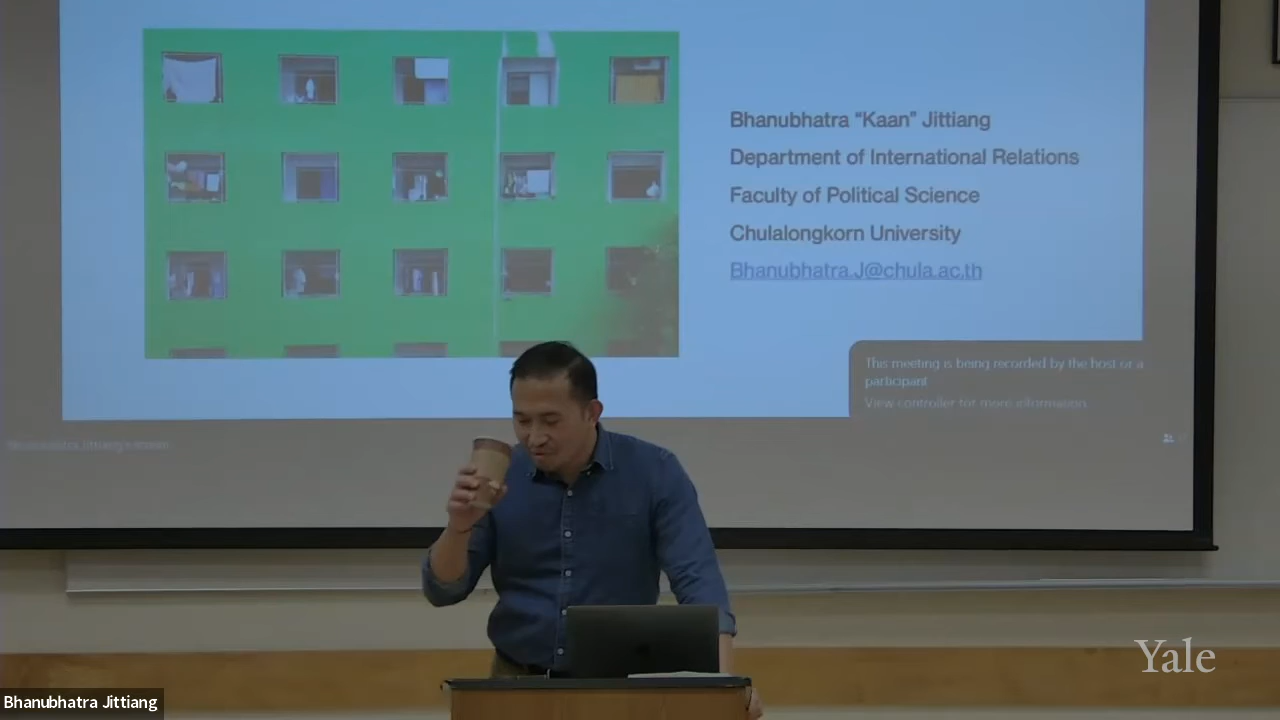 Bhanubhatra “Kaan” Jittiang
Department of International Relations
Faculty of Political Science
Chulalongkorn University
Bhanubhatra.J@chula.ac.th
This meeting is being recorded by the host or a
participant
View controller for more information.
Yale
Bhanubhatra Jittiang